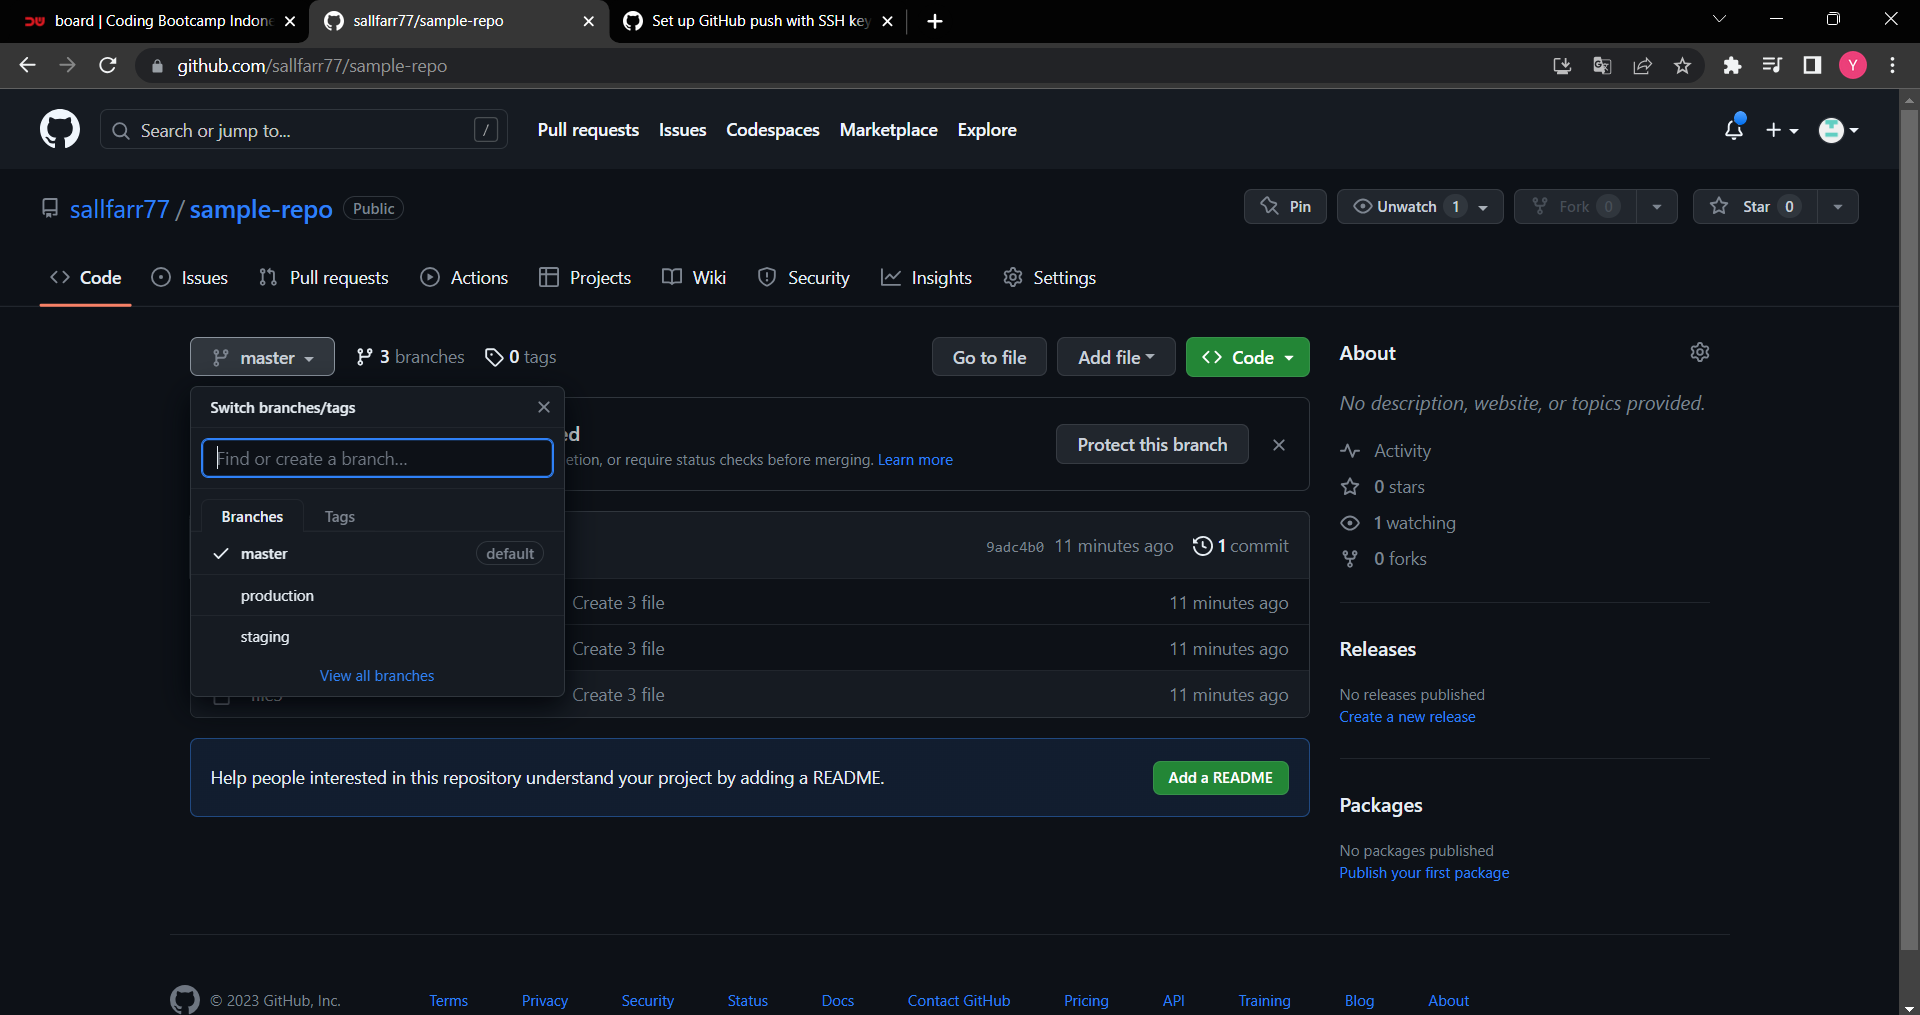 board | Coding Bootcamp Indone
sallfarr77/sample-repo
Set up GitHub push with SSH key
github.com/sallfarr77/sample-repo
Y
Search or jump to...
/
Pull requests
Issues
Codespaces
Marketplace
Explore
sallfarr77 / sample-repo
Public
Pin
Unwatch 1
Fork 0
Star 0
Code
Issues
Pull requests
Actions
Projects
Wiki
Security
Insights
Settings
master
3 branches
0 tags
Go to file
Add file
Code
Switch branches/tags
Find or create a branch...
Branches
Tags
master
default
production
staging
View all branches
ed
etion, or require status checks before merging. Learn more
Protect this branch
9adc4b0 11 minutes ago
1 commit
Create 3 file
11 minutes ago
Create 3 file
11 minutes ago
Create 3 file
11 minutes ago
Help people interested in this repository understand your project by adding a README.
Add a README
About
No description, website, or topics provided.
Activity
0 stars
1 watching
0 forks
Releases
No releases published
Create a new release
Packages
No packages published
Publish your first package
© 2023 GitHub, Inc.
Terms
Privacy
Security
Status
Docs
Contact GitHub
Pricing
API
Training
Blog
About